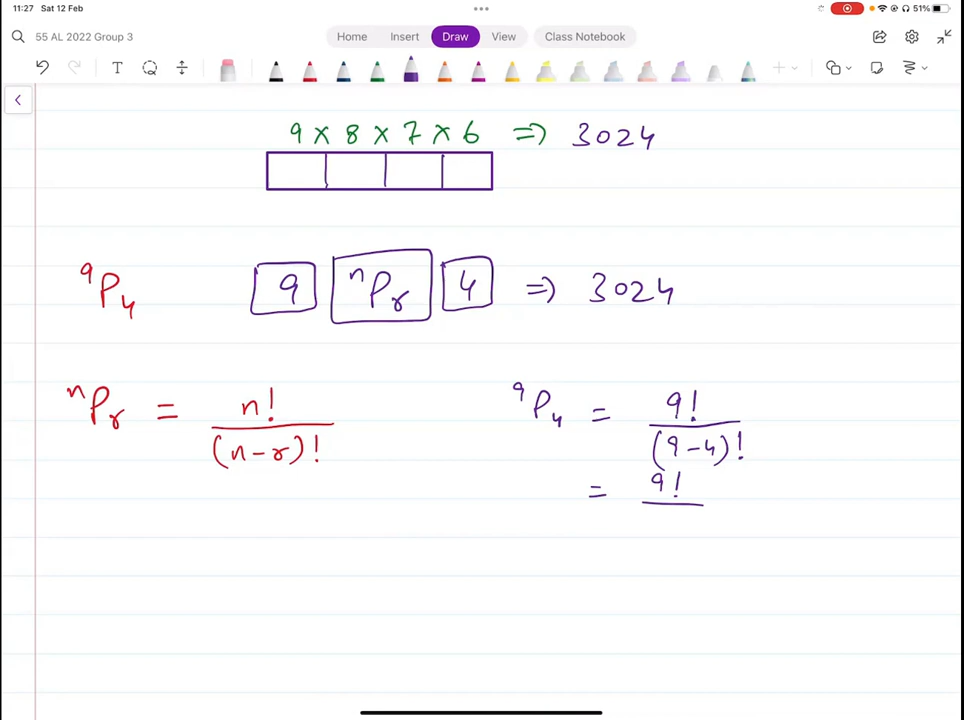 11:27 Sat 12 Feb 51%
55 AL 2022 Group 3 Home Insert Draw View Class Notebook
9 × 8 × 7 × 6 ⇒ 3024
⁹P₄ 9 ⁿPᵣ 4 ⇒ 3024
ⁿPᵣ = n! / (n-r)! ⁹P₄ = 9! / (9-4)!
= 9!